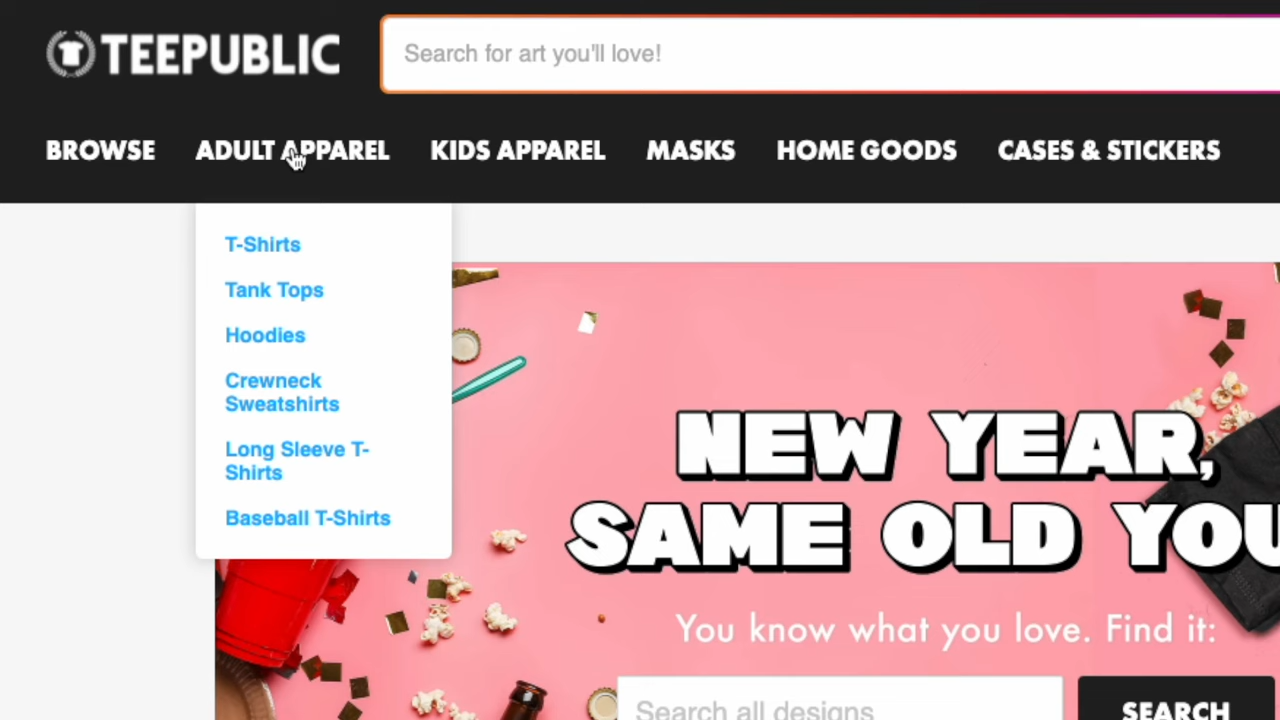 TEEPUBLIC
Search for art you'll love!
BROWSE
ADULT APPAREL
KIDS APPAREL
MASKS
HOME GOODS
CASES & STICKERS
T-Shirts
Tank Tops
Hoodies
Crewneck
Sweatshirts
Long Sleeve T-
Shirts
Baseball T-Shirts
NEW YEAR,
SAME OLD YOU
You know what you love. Find it:
Search all designs
SEARCH